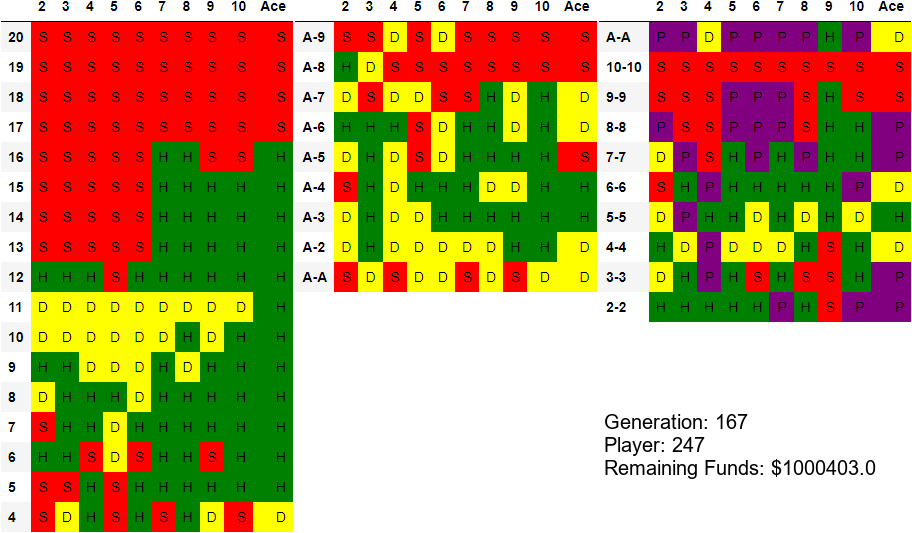 2 3 4 5 6 7 8 9 10 Ace
20 S S S S S S S S S S
19 S S S S S S S S S S
18 S S S S S S S S S S
17 S S S S S S S S S S
16 S S S S S H H S S H
15 S S S S S H H H H H
14 S S S S S H H H H H
13 S S S S S H H H H H
12 H H H S H H H H H H
11 D D D D D D D D D H
10 D D D D D D H D H H
9 H H D D D H D H H H
8 D H H H D H H H H H
7 S H H D H H H H H H
6 H H S D S H H S H H
5 S S H S H H H H H H
4 S D H S H S H D S D
2 3 4 5 6 7 8 9 10 Ace
A-9 S S D S D S S S S S
A-8 H D S S S S S S S S
A-7 D S D D S S H D H D
A-6 H H H S D H H D H D
A-5 D H D S D H H H H S
A-4 S H D H H H D D H H
A-3 D H D D H H H H H H
A-2 D H D D D D D H H D
A-A S D S D D S D S D D
2 3 4 5 6 7 8 9 10 Ace
A-A P P D P P P P H P D
10-10 S S S S S S S S S S
9-9 S S S P P P S H S S
8-8 P S S P P P S H H P
7-7 D P S H P H P H H P
6-6 S H P H H H H H P D
5-5 D P H H D H D H D H
4-4 H D P D D D H S H D
3-3 D H P H S H S S H P
2-2 H H H H H P H S P P
Generation: 167
Player: 247
Remaining Funds: $1000403.0